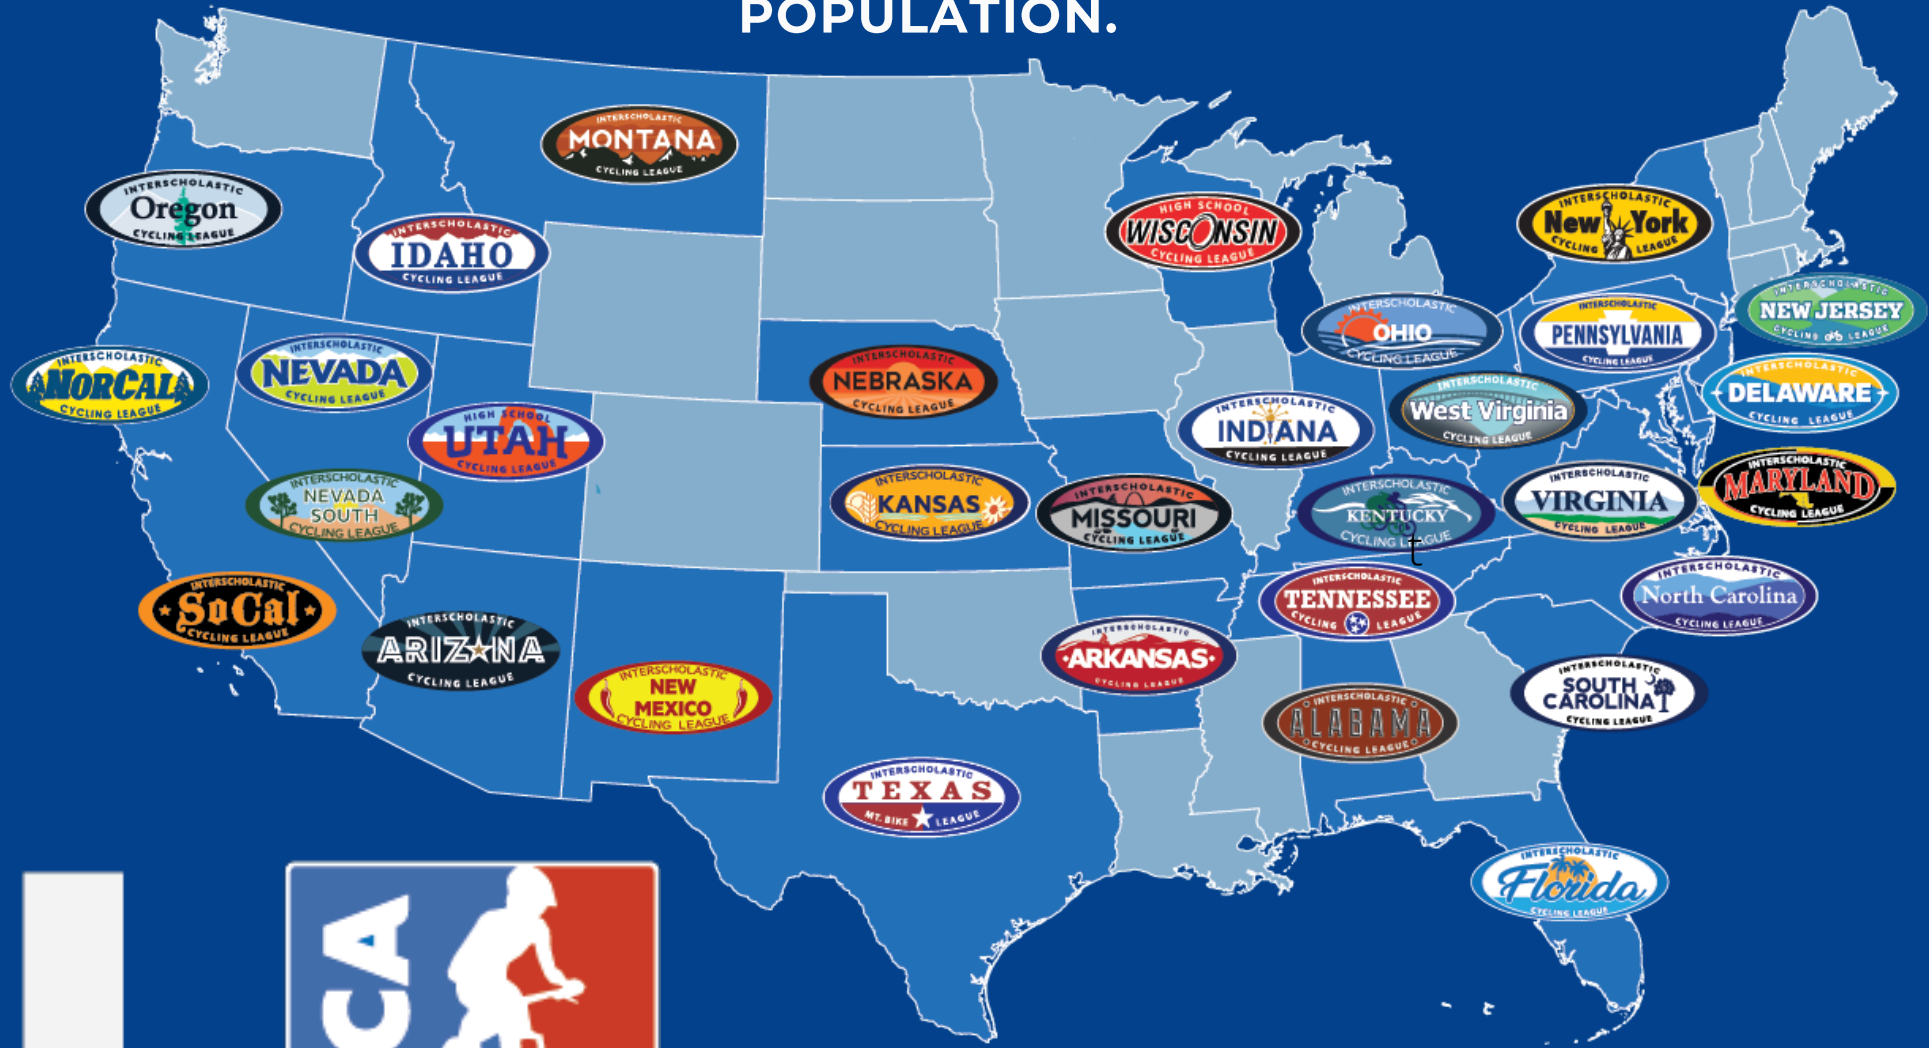 POPULATION.
INTERSCHOLASTIC
MONTANA
CYCLING LEAGUE
INTERSCHOLASTIC
Oregon
CYCLING LEAGUE
INTERSCHOLASTIC
IDAHO
CYCLING LEAGUE
HIGH SCHOOL
WISCONSIN
CYCLING LEAGUE
INTERSCHOLASTIC
New York
CYCLING LEAGUE
INTERSCHOLASTIC
NEW JERSEY
CYCLING LEAGUE
INTERSCHOLASTIC
OHIO
CYCLING LEAGUE
INTERSCHOLASTIC
PENNSYLVANIA
CYCLING LEAGUE
INTERSCHOLASTIC
NORCAL
CYCLING LEAGUE
INTERSCHOLASTIC
NEVADA
CYCLING LEAGUE
INTERSCHOLASTIC
NEBRASKA
CYCLING LEAGUE
INTERSCHOLASTIC
DELAWARE
CYCLING LEAGUE
INTERSCHOLASTIC
West Virginia
CYCLING LEAGUE
HIGH SCHOOL
UTAH
CYCLING LEAGUE
INTERSCHOLASTIC
INDIANA
CYCLING LEAGUE
INTERSCHOLASTIC
NEVADA
SOUTH
CYCLING LEAGUE
INTERSCHOLASTIC
KANSAS
CYCLING LEAGUE
INTERSCHOLASTIC
MISSOURI
CYCLING LEAGUE
INTERSCHOLASTIC
KENTUCKY
CYCLING LEAGUE
t
INTERSCHOLASTIC
VIRGINIA
CYCLING LEAGUE
INTERSCHOLASTIC
MARYLAND
CYCLING LEAGUE
INTERSCHOLASTIC
SoCal
CYCLING LEAGUE
INTERSCHOLASTIC
ARIZONA
CYCLING LEAGUE
INTERSCHOLASTIC
NEW
MEXICO
CYCLING LEAGUE
INTERSCHOLASTIC
ARKANSAS
CYCLING LEAGUE
INTERSCHOLASTIC
TENNESSEE
CYCLING LEAGUE
INTERSCHOLASTIC
North Carolina
CYCLING LEAGUE
INTERSCHOLASTIC
SOUTH
CAROLINA
CYCLING LEAGUE
INTERSCHOLASTIC
ALABAMA
CYCLING LEAGUE
INTERSCHOLASTIC
TEXAS
MT. BIKE LEAGUE
INTERSCHOLASTIC
Florida
CYCLING LEAGUE
CA